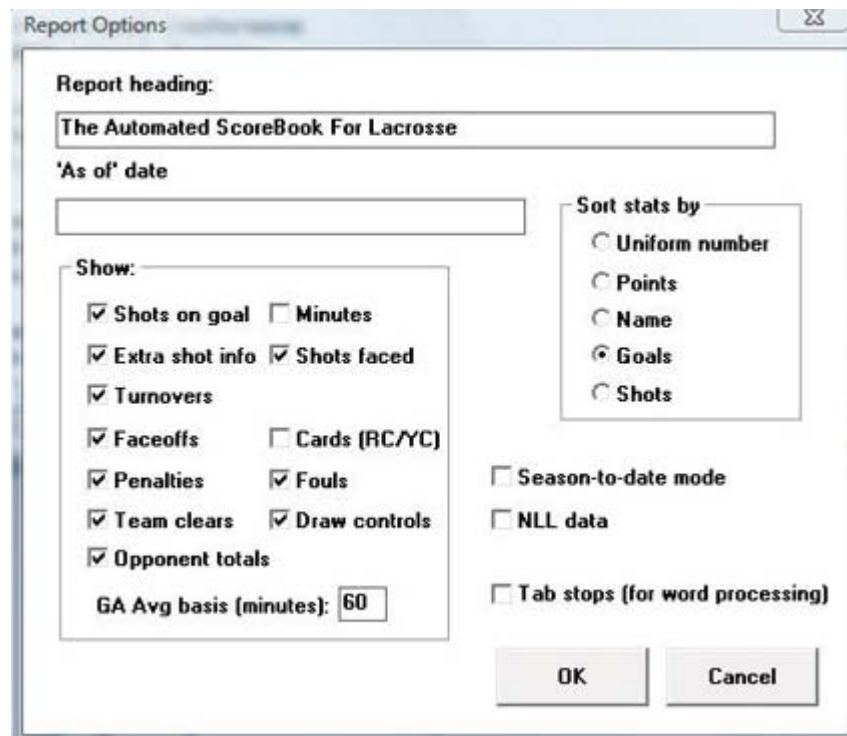 Report Options
Report heading:
The Automated ScoreBook For Lacrosse
'As of' date
Sort stats by
Uniform number
Points
Name
Goals
Shots
Show:
Shots on goal Minutes
Extra shot info Shots faced
Turnovers
Faceoffs Cards (RC/YC)
Penalties Fouls
Team clears Draw controls
Opponent totals
GA Avg basis (minutes): 60
Season-to-date mode
NLL data
Tab stops (for word processing)
OK Cancel